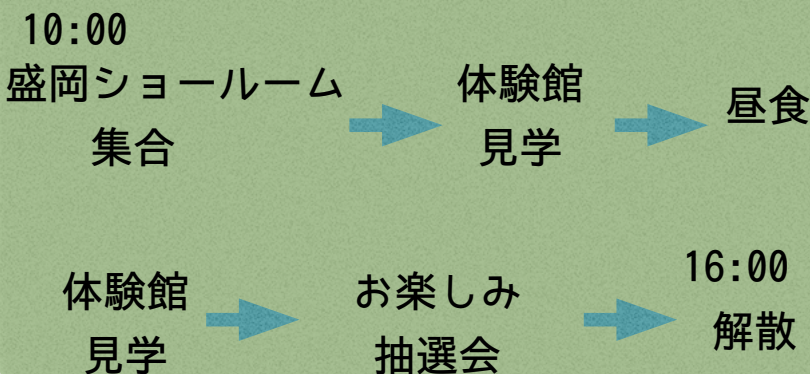 10:00
盛岡ショールーム
集合
体験館
見学
昼食
体験館
見学
お楽しみ
抽選会
16:00
解散